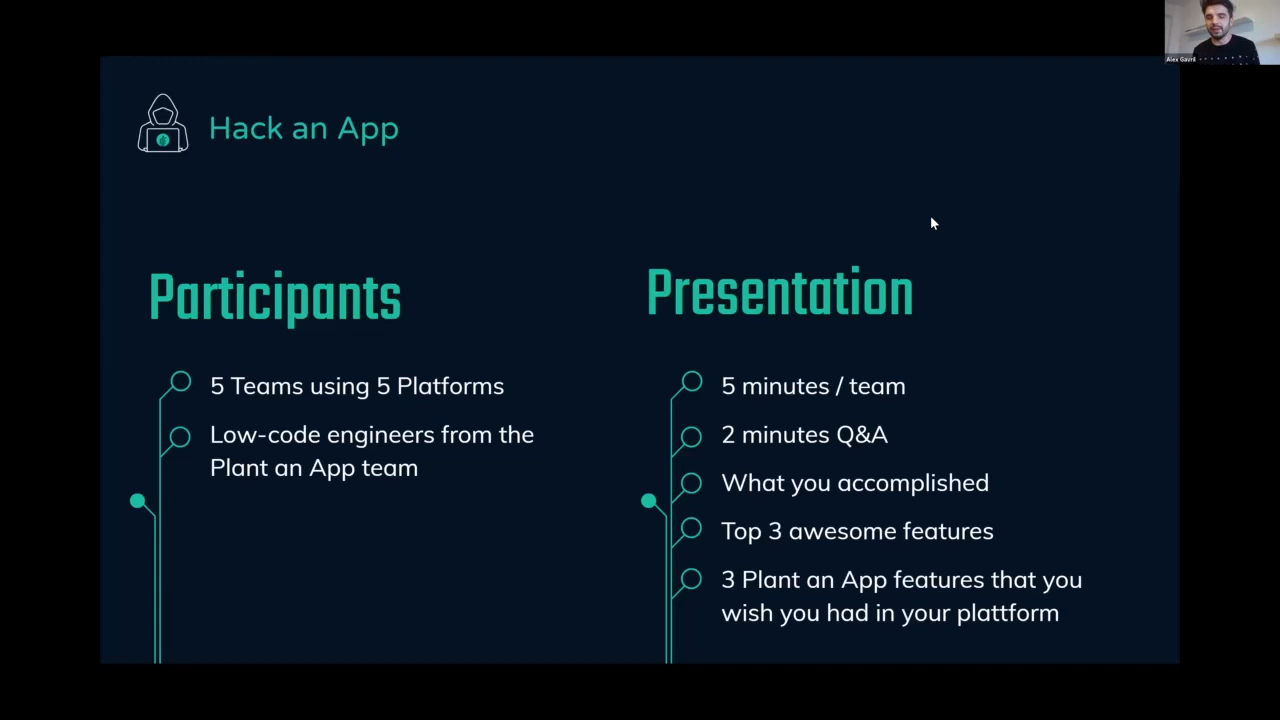 Hack an App
Participants
5 Teams using 5 Platforms
Low-code engineers from the
Plant an App team
Presentation
5 minutes / team
2 minutes Q&A
What you accomplished
Top 3 awesome features
3 Plant an App features that you
wish you had in your plattform
Alex Gavril